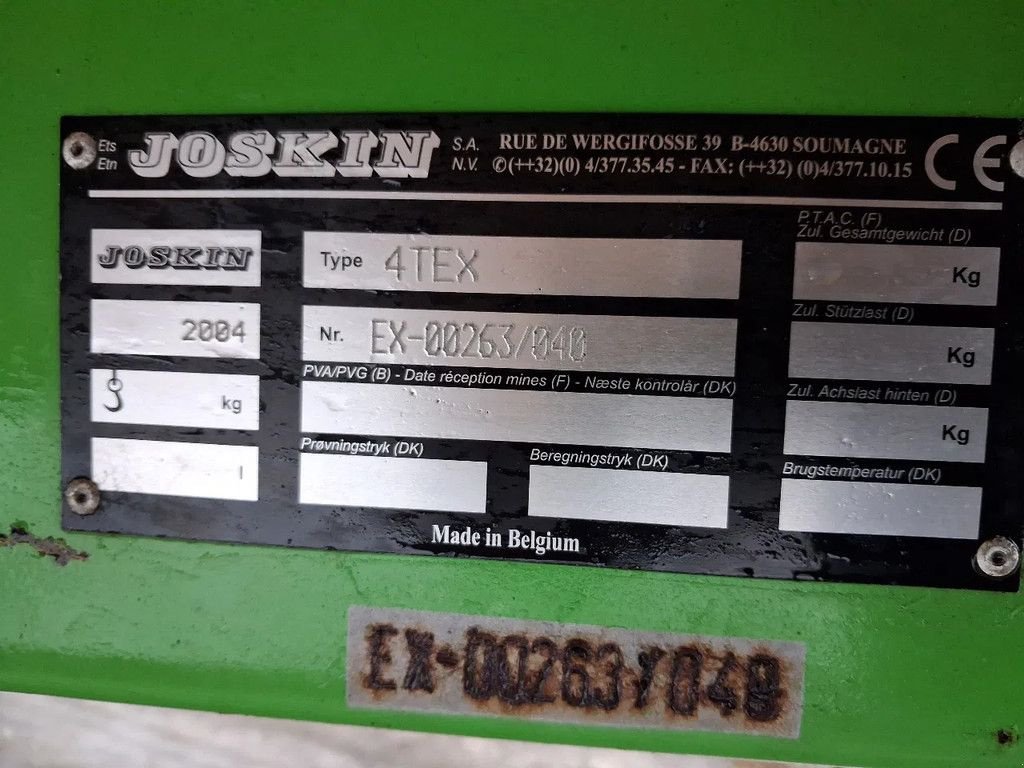 Ets
Etn
JOSKIN
S.A.
N.V.
RUE DE WERGIFOSSE 39 B-4630 SOUMAGNE
✆(++32)(0) 4/377.35.45 - FAX: (++32) (0)4/377.10.15
CE
JOSKIN
Type 4TEX
P.T.A.C. (F)
Zul. Gesamtgewicht (D)
Kg
2004
Nr. EX-00263/040
Zul. Stützlast (D)
Kg
kg
PVA/PVG (B) - Date réception mines (F) - Næste kontrolår (DK)
Zul. Achslast hinten (D)
Kg
l
Prøvningstryk (DK)
Beregningstryk (DK)
Brugstemperatur (DK)
Made in Belgium
EX-00263/040